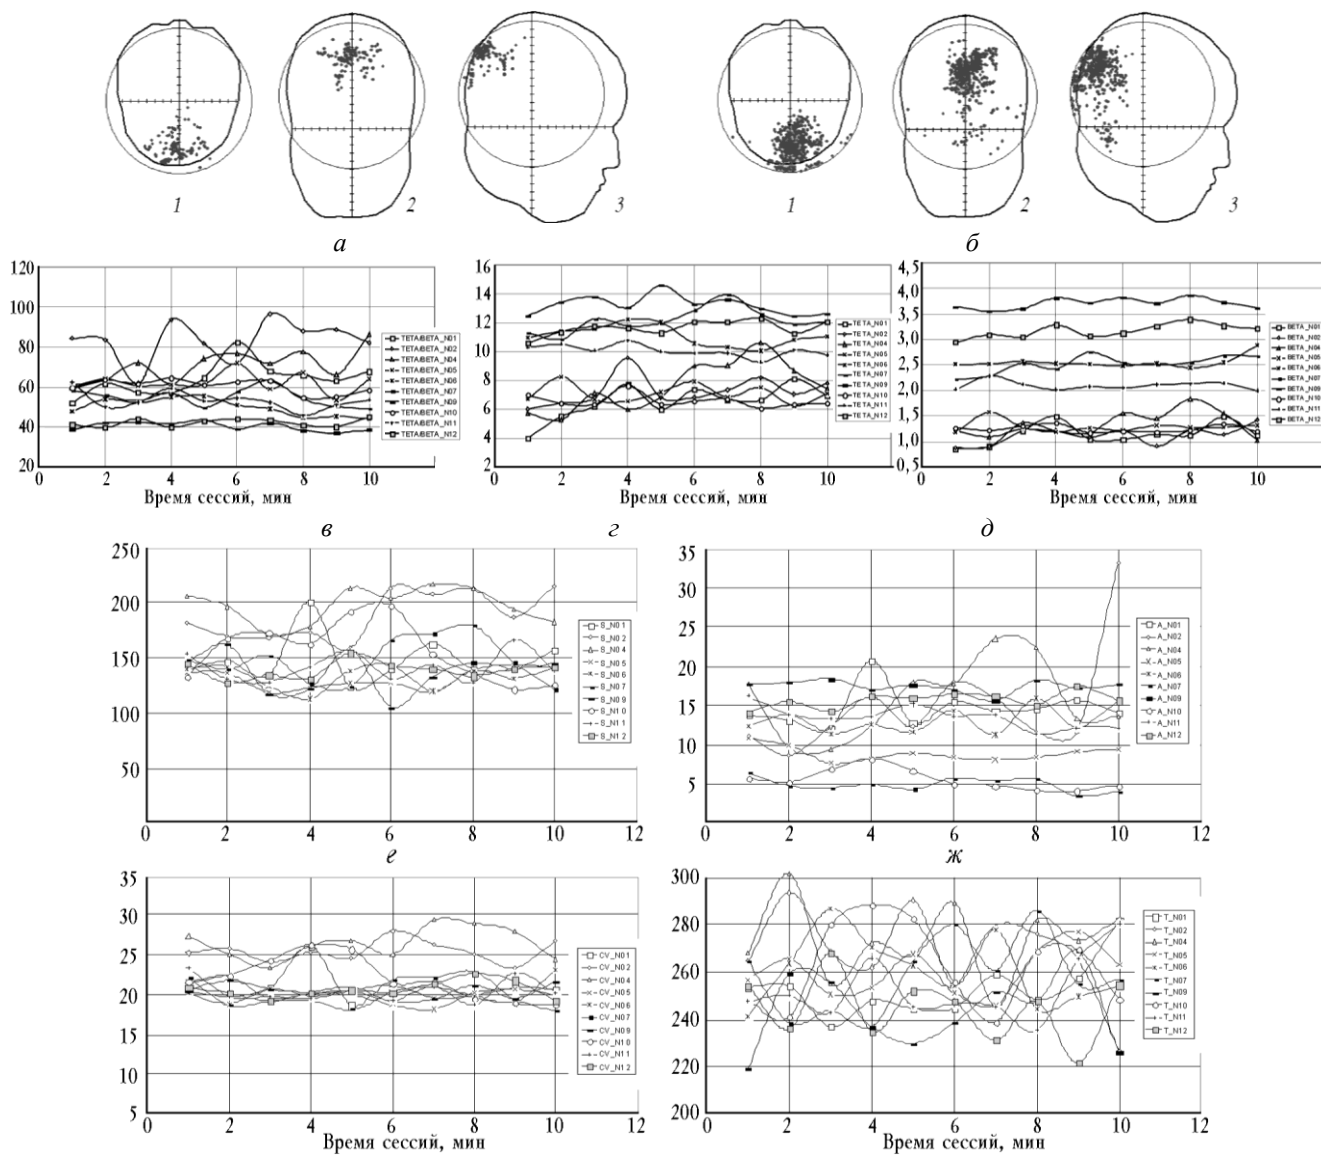 1 2 3 1 2 3
а б
120
100
80
60
40
20
0 2 4 6 8 10 12
TETA/BETA_N01
TETA/BETA_N02
TETA/BETA_N04
TETA/BETA_N05
TETA/BETA_N06
TETA/BETA_N07
TETA/BETA_N09
TETA/BETA_N10
TETA/BETA_N11
TETA/BETA_N12
Время сессий, мин
16
14
12
10
8
6
4
2
0 2 4 6 8 10 12
TETA_N01
TETA_N02
TETA_N04
TETA_N05
TETA_N06
TETA_N07
TETA_N09
TETA_N10
TETA_N11
TETA_N12
Время сессий, мин
4,5
4,0
3,5
3,0
2,5
2,0
1,5
1,0
0,5
0 2 4 6 8 10 12
BETA_N01
BETA_N02
BETA_N04
BETA_N05
BETA_N06
BETA_N07
BETA_N09
BETA_N10
BETA_N11
BETA_N12
Время сессий, мин
в г д
250
200
150
100
50
0 2 4 6 8 10 12
S_N01
S_N02
S_N04
S_N05
S_N06
S_N07
S_N09
S_N10
S_N11
S_N12
35
30
25
20
15
10
5
0 2 4 6 8 10 12
A_N01
A_N02
A_N04
A_N05
A_N06
A_N07
A_N09
A_N10
A_N11
A_N12
е ж
35
30
25
20
15
10
5
0 2 4 6 8 10 12
CV_N01
CV_N02
CV_N04
CV_N05
CV_N06
CV_N07
CV_N09
CV_N10
CV_N11
CV_N12
Время сессий, мин
300
280
260
240
220
200
0 2 4 6 8 10 12
T_N01
T_N02
T_N04
T_N05
T_N06
T_N07
T_N09
T_N10
T_N11
T_N12
Время сессий, мин